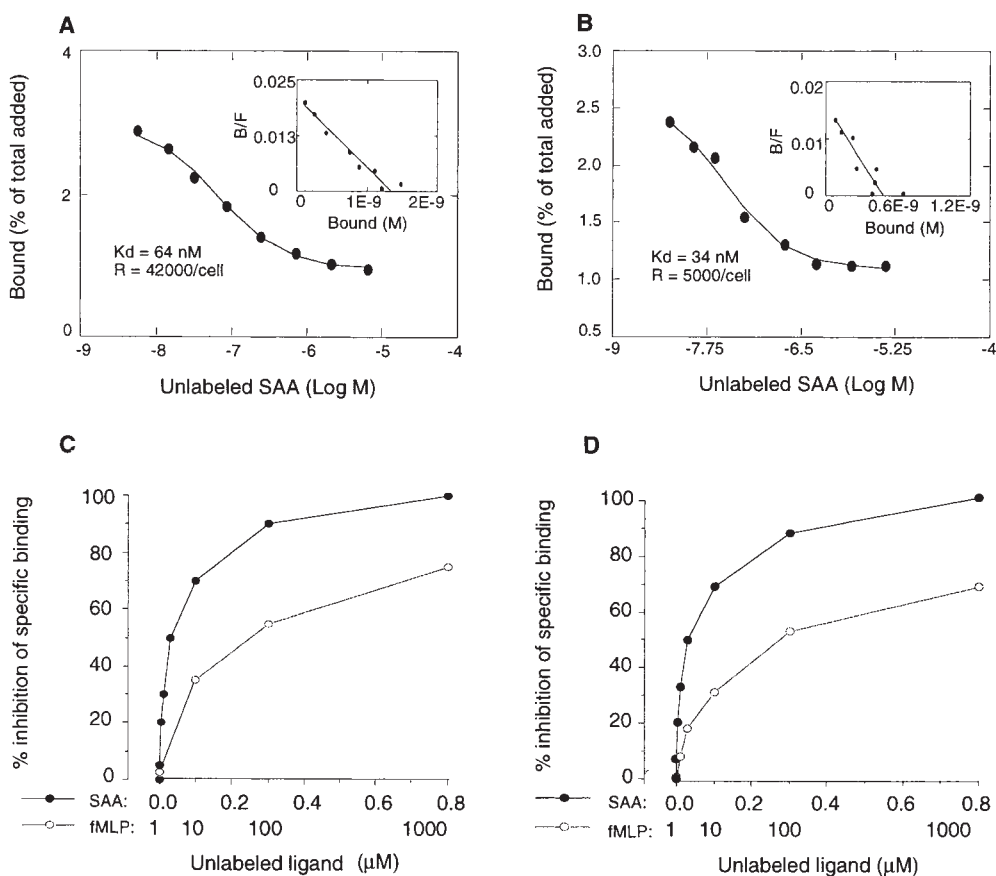 A
Bound (% of total added)
4
2
0
-9
-8
-7
-6
-5
-4
Unlabeled SAA (Log M)
Kd = 64 nM
R = 42000/cell
B/F
0.025
0.013
0
0
1E-9
2E-9
Bound (M)
B
Bound (% of total added)
3.0
2.5
2.0
1.5
1.0
0.5
-9
-7.75
-6.5
-5.25
-4
Unlabeled SAA (Log M)
Kd = 34 nM
R = 5000/cell
B/F
0.02
0.01
0
0
0.6E-9
1.2E-9
Bound (M)
C
% inhibition of specific binding
100
80
60
40
20
0
SAA: 0.0 0.2 0.4 0.6 0.8
fMLP: 1 10 100 1000
Unlabeled ligand (μM)
D
% inhibition of specific binding
100
80
60
40
20
0
SAA: 0.0 0.2 0.4 0.6 0.8
fMLP: 1 10 100 1000
Unlabeled ligand (μM)